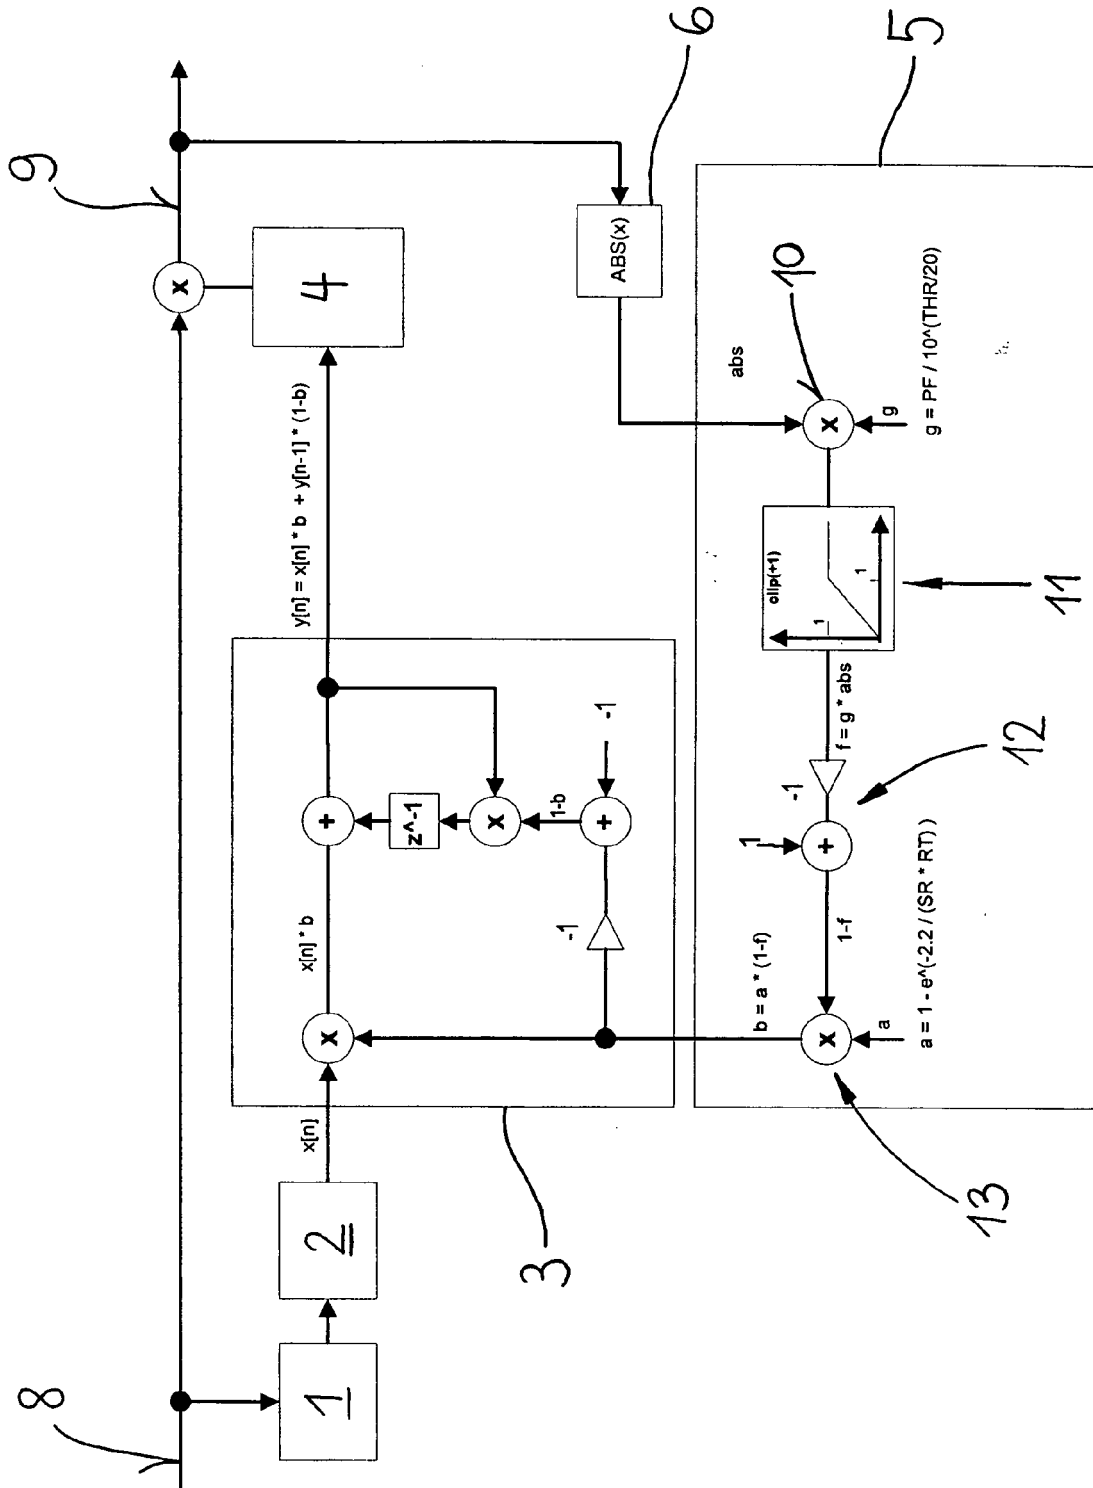 8
9
x
1
2
x[n]
x
x[n] * b
+
y[n] = x[n] * b + y[n-1] * (1-b)
4
z^-1
x
1-b
-1
+
-1
3
ABS(x)
6
b = a * (1-f)
abs
1
-1
clip(+1)
1
1
10
x
1-f
+
f = g * abs
x
a
g
a = 1 - e^(-2.2 / (SR * RT) )
g = PF / 10^(THR/20)
5
13
12
11